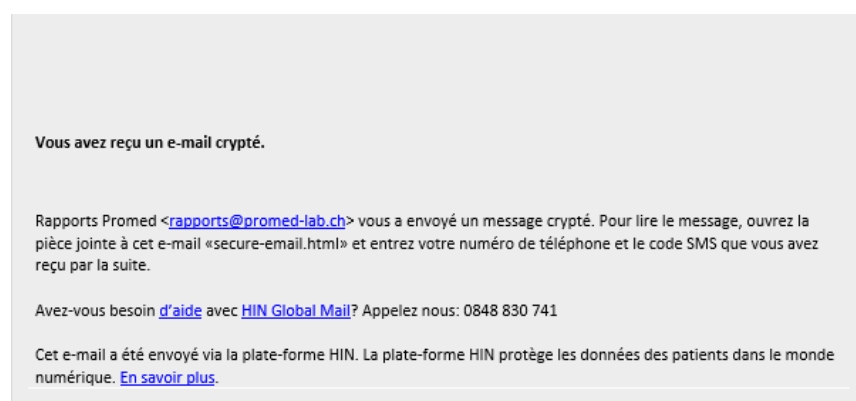 Vous avez reçu un e-mail crypté.
Rapports Promed <rapports@promed-lab.ch> vous a envoyé un message crypté. Pour lire le message, ouvrez la
pièce jointe à cet e-mail «secure-email.html» et entrez votre numéro de téléphone et le code SMS que vous avez
reçu par la suite.
Avez-vous besoin d'aide avec HIN Global Mail? Appelez nous: 0848 830 741
Cet e-mail a été envoyé via la plate-forme HIN. La plate-forme HIN protège les données des patients dans le monde
numérique. En savoir plus.